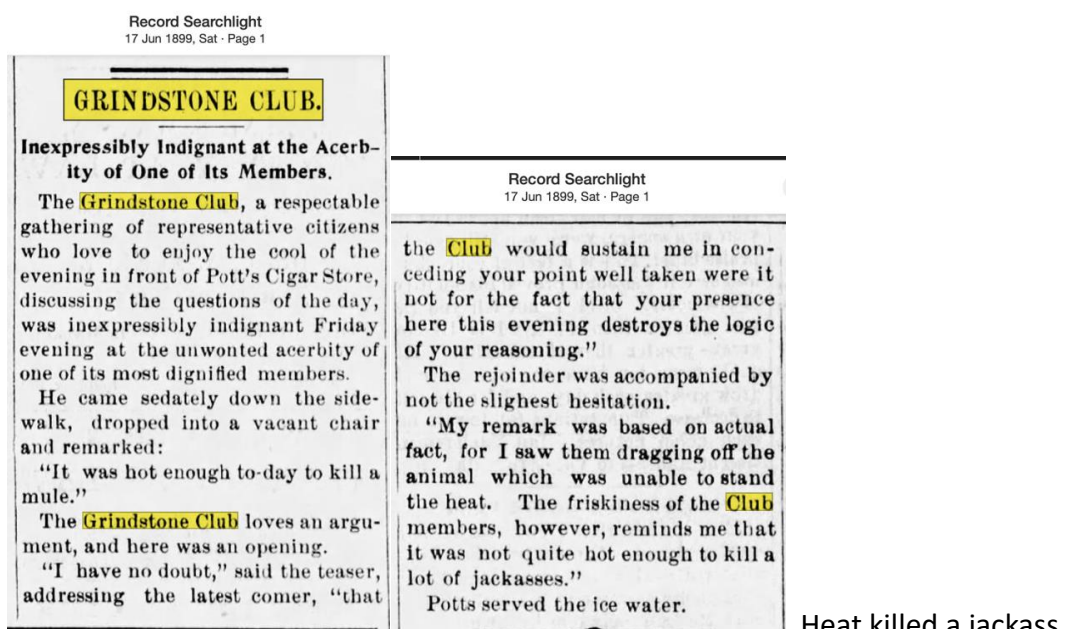 Record Searchlight
17 Jun 1899, Sat · Page 1
GRINDSTONE CLUB.
Inexpressibly Indignant at the Acerb-
ity of One of Its Members.
The Grindstone Club, a respectable
gathering of representative citizens
who love to enjoy the cool of the
evening in front of Pott's Cigar Store,
discussing the questions of the day,
was inexpressibly indignant Friday
evening at the unwonted acerbity of
one of its most dignified members.
He came sedately down the side-
walk, dropped into a vacant chair
and remarked:
"It was hot enough to-day to kill a
mule."
The Grindstone Club loves an argu-
ment, and here was an opening.
"I have no doubt," said the teaser,
addressing the latest comer, "that
Record Searchlight
17 Jun 1899, Sat · Page 1
the Club would sustain me in con-
ceding your point well taken were it
not for the fact that your presence
here this evening destroys the logic
of your reasoning."
The rejoinder was accompanied by
not the slighest hesitation.
"My remark was based on actual
fact, for I saw them dragging off the
animal which was unable to stand
the heat. The friskiness of the Club
members, however, reminds me that
it was not quite hot enough to kill a
lot of jackasses."
Potts served the ice water.
Heat killed a jackass